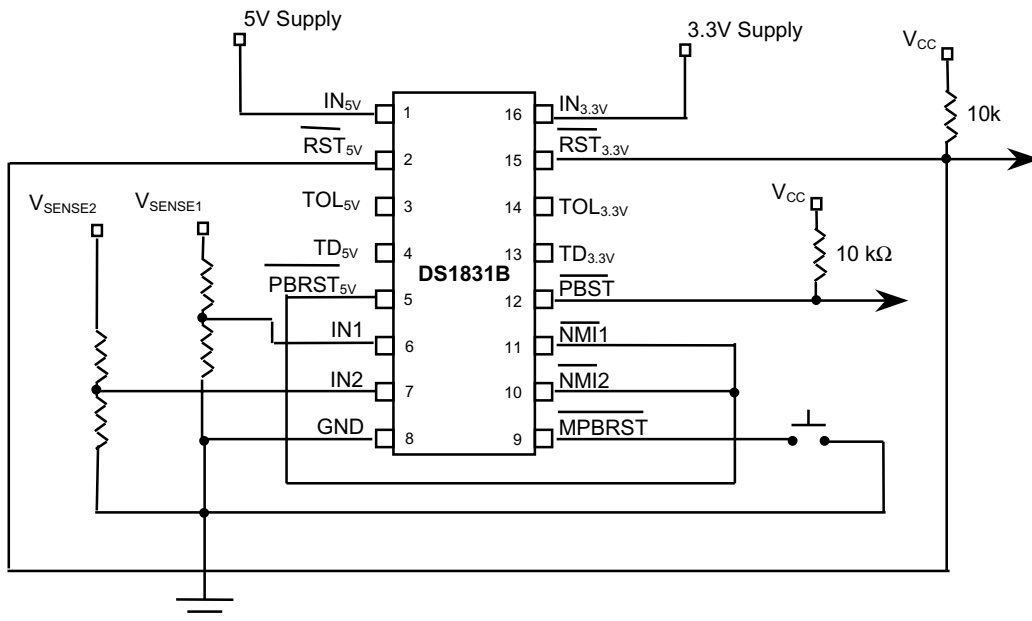 5V Supply
3.3V Supply
VCC
10k
IN5V 1 16 IN3.3V
RST5V 2 15 RST3.3V
VSENSE2 VSENSE1
TOL5V 3 14 TOL3.3V
VCC
10 kΩ
TD5V 4 13 TD3.3V
DS1831B
PBRST5V 5 12 PBST
IN1 6 11 NMI1
IN2 7 10 NMI2
GND 8 9 MPBRST